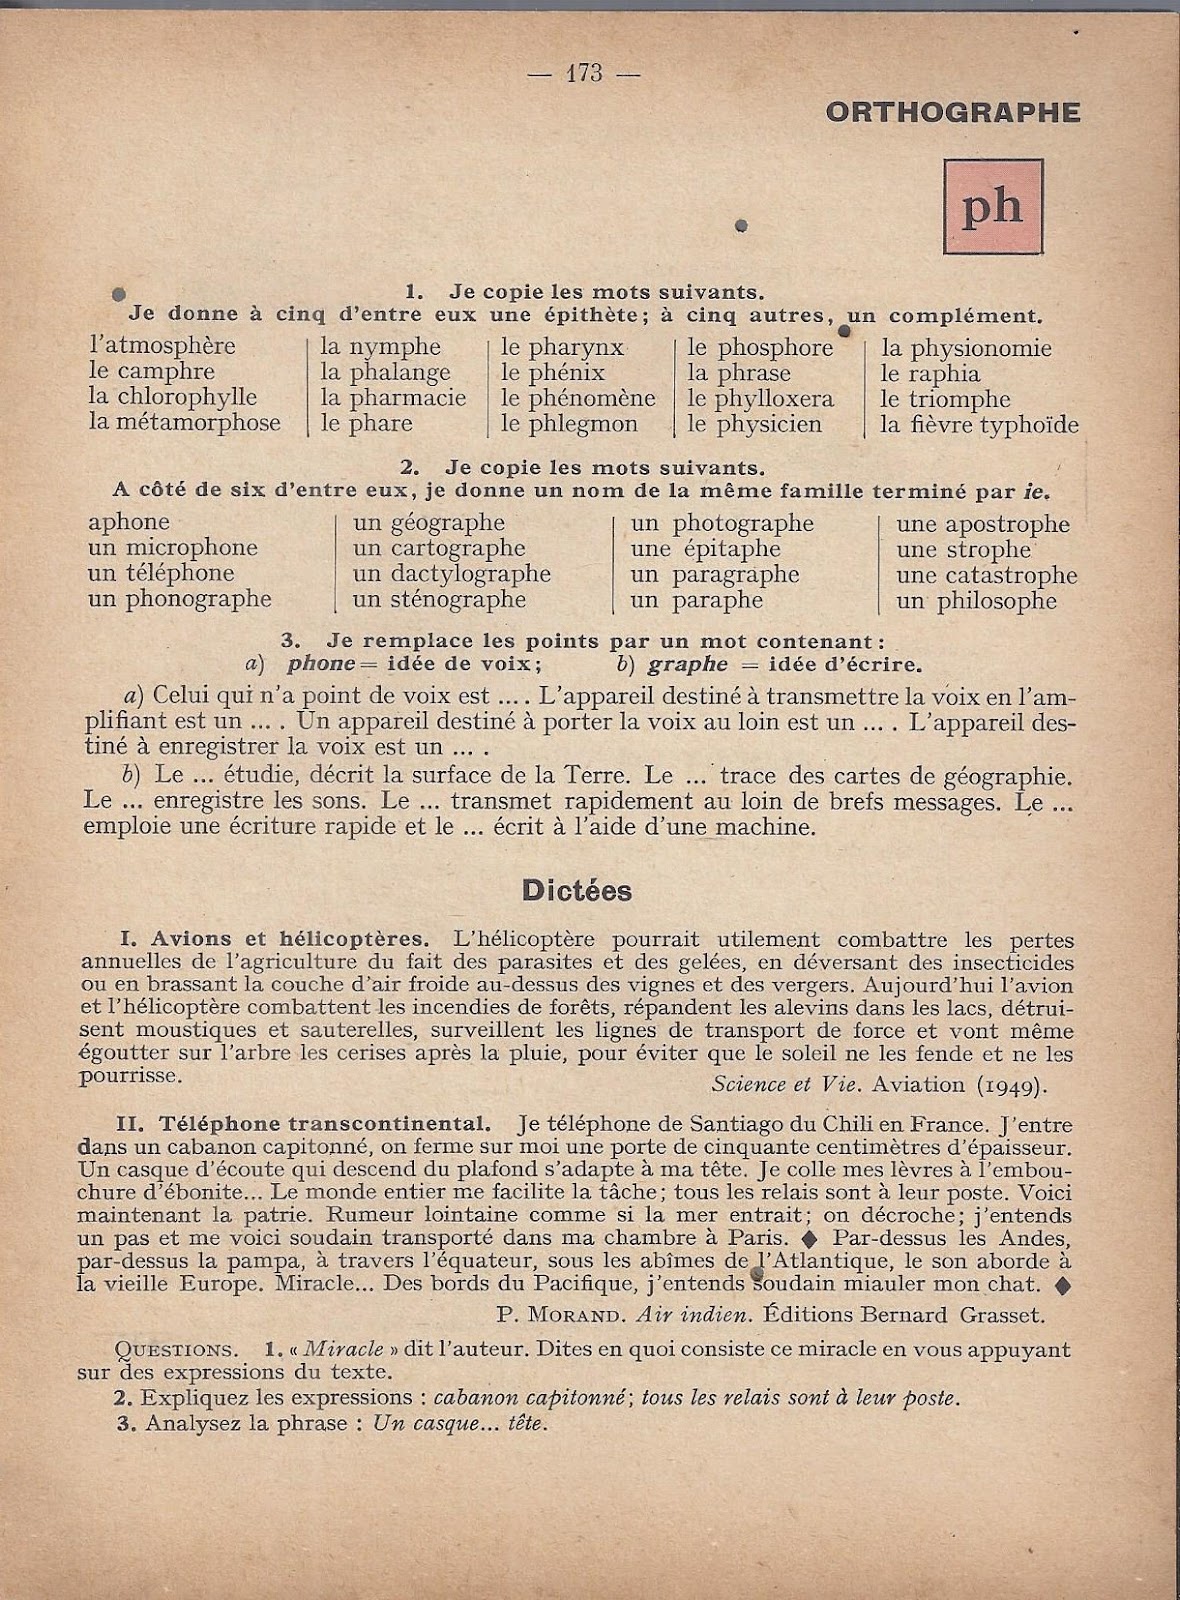 — 173 —
ORTHOGRAPHE
ph
1. Je copie les mots suivants.
Je donne à cinq d'entre eux une épithète; à cinq autres, un complément.
l'atmosphère | la nymphe | le pharynx | le phosphore | la physionomie
le camphre | la phalange | le phénix | la phrase | le raphia
la chlorophylle | la pharmacie | le phénomène | le phylloxera | le triomphe
la métamorphose | le phare | le phlegmon | le physicien | la fièvre typhoïde
2. Je copie les mots suivants.
A côté de six d'entre eux, je donne un nom de la même famille terminé par ie.
aphone | un géographe | un photographe | une apostrophe
un microphone | un cartographe | une épitaphe | une strophe
un téléphone | un dactylographe | un paragraphe | une catastrophe
un phonographe | un sténographe | un paraphe | un philosophe
3. Je remplace les points par un mot contenant :
a) phone = idée de voix; b) graphe = idée d'écrire.
a) Celui qui n'a point de voix est .... L'appareil destiné à transmettre la voix en l'am-
plifiant est un ... . Un appareil destiné à porter la voix au loin est un ... . L'appareil des-
tiné à enregistrer la voix est un ... .
b) Le ... étudie, décrit la surface de la Terre. Le ... trace des cartes de géographie.
Le ... enregistre les sons. Le ... transmet rapidement au loin de brefs messages. Le ...
emploie une écriture rapide et le ... écrit à l'aide d'une machine.
Dictées
I. Avions et hélicoptères. L'hélicoptère pourrait utilement combattre les pertes
annuelles de l'agriculture du fait des parasites et des gelées, en déversant des insecticides
ou en brassant la couche d'air froide au-dessus des vignes et des vergers. Aujourd'hui l'avion
et l'hélicoptère combattent les incendies de forêts, répandent les alevins dans les lacs, détrui-
sent moustiques et sauterelles, surveillent les lignes de transport de force et vont même
égoutter sur l'arbre les cerises après la pluie, pour éviter que le soleil ne les fende et ne les
pourrisse.
Science et Vie. Aviation (1949).
II. Téléphone transcontinental. Je téléphone de Santiago du Chili en France. J'entre
dans un cabanon capitonné, on ferme sur moi une porte de cinquante centimètres d'épaisseur.
Un casque d'écoute qui descend du plafond s'adapte à ma tête. Je colle mes lèvres à l'embou-
chure d'ébonite... Le monde entier me facilite la tâche; tous les relais sont à leur poste. Voici
maintenant la patrie. Rumeur lointaine comme si la mer entrait; on décroche; j'entends
un pas et me voici soudain transporté dans ma chambre à Paris. ♦ Par-dessus les Andes,
par-dessus la pampa, à travers l'équateur, sous les abîmes de l'Atlantique, le son aborde à
la vieille Europe. Miracle... Des bords du Pacifique, j'entends soudain miauler mon chat. ♦
P. MORAND. Air indien. Éditions Bernard Grasset.
QUESTIONS. 1. « Miracle » dit l'auteur. Dites en quoi consiste ce miracle en vous appuyant
sur des expressions du texte.
2. Expliquez les expressions : cabanon capitonné; tous les relais sont à leur poste.
3. Analysez la phrase : Un casque... tête.